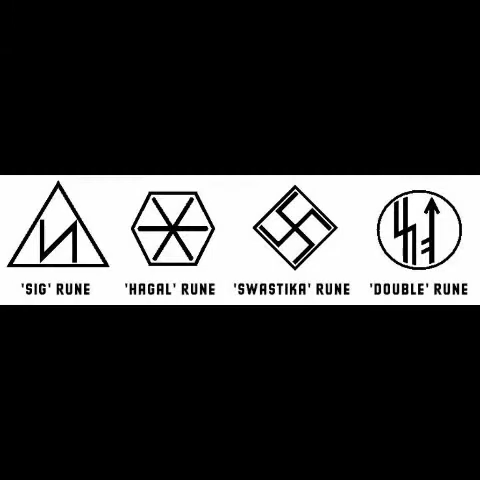 'SIG' RUNE
'HAGAL' RUNE
'SWASTIKA' RUNE
'DOUBLE' RUNE